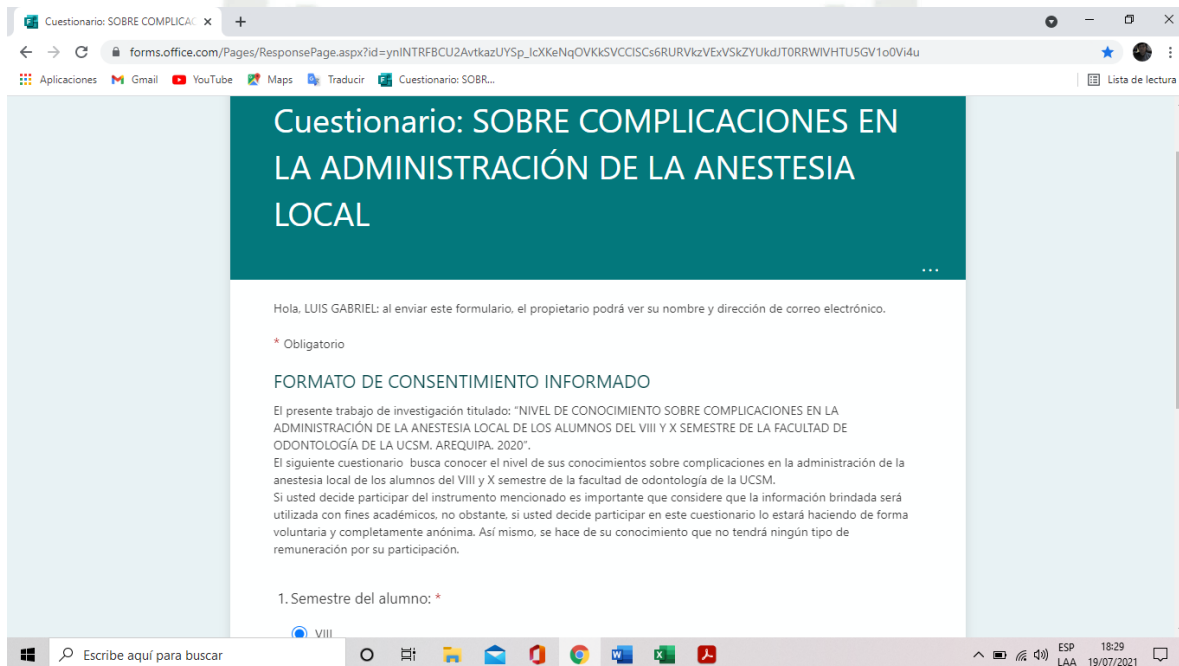 Cuestionario: SOBRE COMPLICAC
forms.office.com/Pages/ResponsePage.aspx?id=ynINTRFBCU2AvtkazUYSp_IcXKeNqOVKkSVCCISCs6RURVkzVExVSkZYUkdJT0RRWlVHTU5GV1o0Vi4u
Aplicaciones Gmail YouTube Maps Traducir Cuestionario: SOBR... Lista de lectura
Cuestionario: SOBRE COMPLICACIONES EN
LA ADMINISTRACIÓN DE LA ANESTESIA
LOCAL
...
Hola, LUIS GABRIEL: al enviar este formulario, el propietario podrá ver su nombre y dirección de correo electrónico.
* Obligatorio
FORMATO DE CONSENTIMIENTO INFORMADO
El presente trabajo de investigación titulado: "NIVEL DE CONOCIMIENTO SOBRE COMPLICACIONES EN LA
ADMINISTRACIÓN DE LA ANESTESIA LOCAL DE LOS ALUMNOS DEL VIII Y X SEMESTRE DE LA FACULTAD DE
ODONTOLOGÍA DE LA UCSM. AREQUIPA. 2020".
El siguiente cuestionario busca conocer el nivel de sus conocimientos sobre complicaciones en la administración de la
anestesia local de los alumnos del VIII y X semestre de la facultad de odontología de la UCSM.
Si usted decide participar del instrumento mencionado es importante que considere que la información brindada será
utilizada con fines académicos, no obstante, si usted decide participar en este cuestionario lo estará haciendo de forma
voluntaria y completamente anónima. Así mismo, se hace de su conocimiento que no tendrá ningún tipo de
remuneración por su participación.
1. Semestre del alumno: *
VIII
Escribe aquí para buscar
ESP 18:29
LAA 19/07/2021